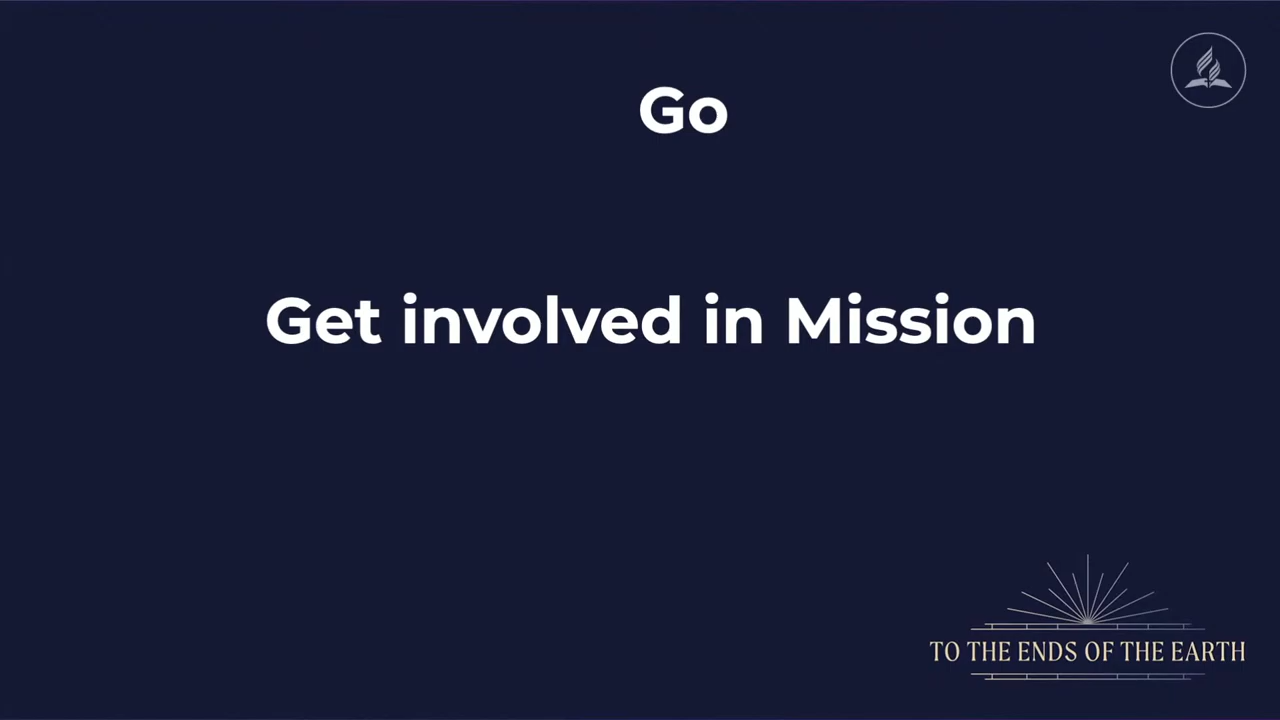 Go
Get involved in Mission
TO THE ENDS OF THE EARTH